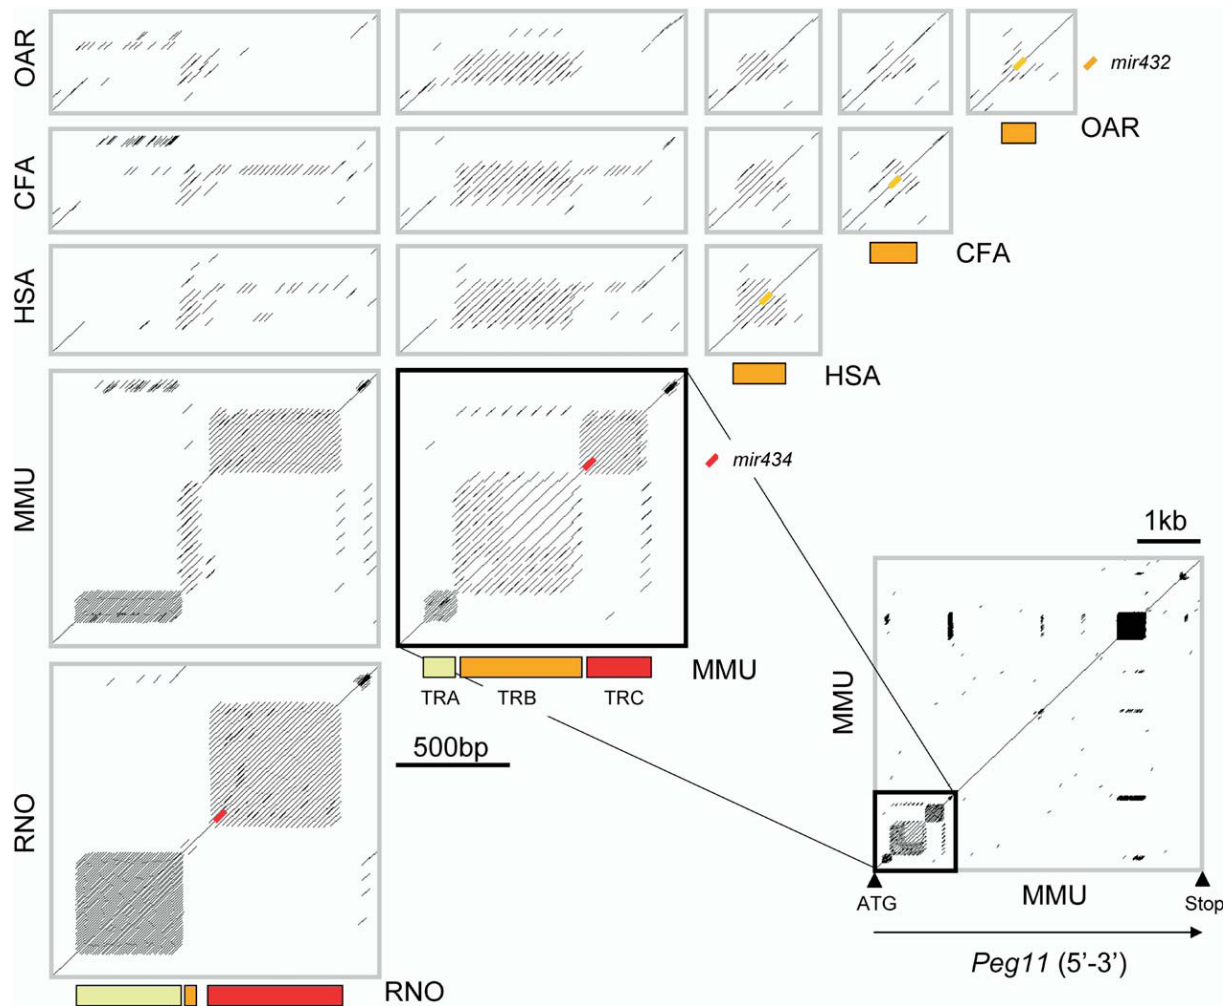 OAR
mir432
OAR
CFA
CFA
HSA
HSA
MMU
mir434
1kb
TRA
TRB
TRC
MMU
500bp
MMU
RNO
ATG
MMU
Stop
Peg11 (5'-3')
RNO